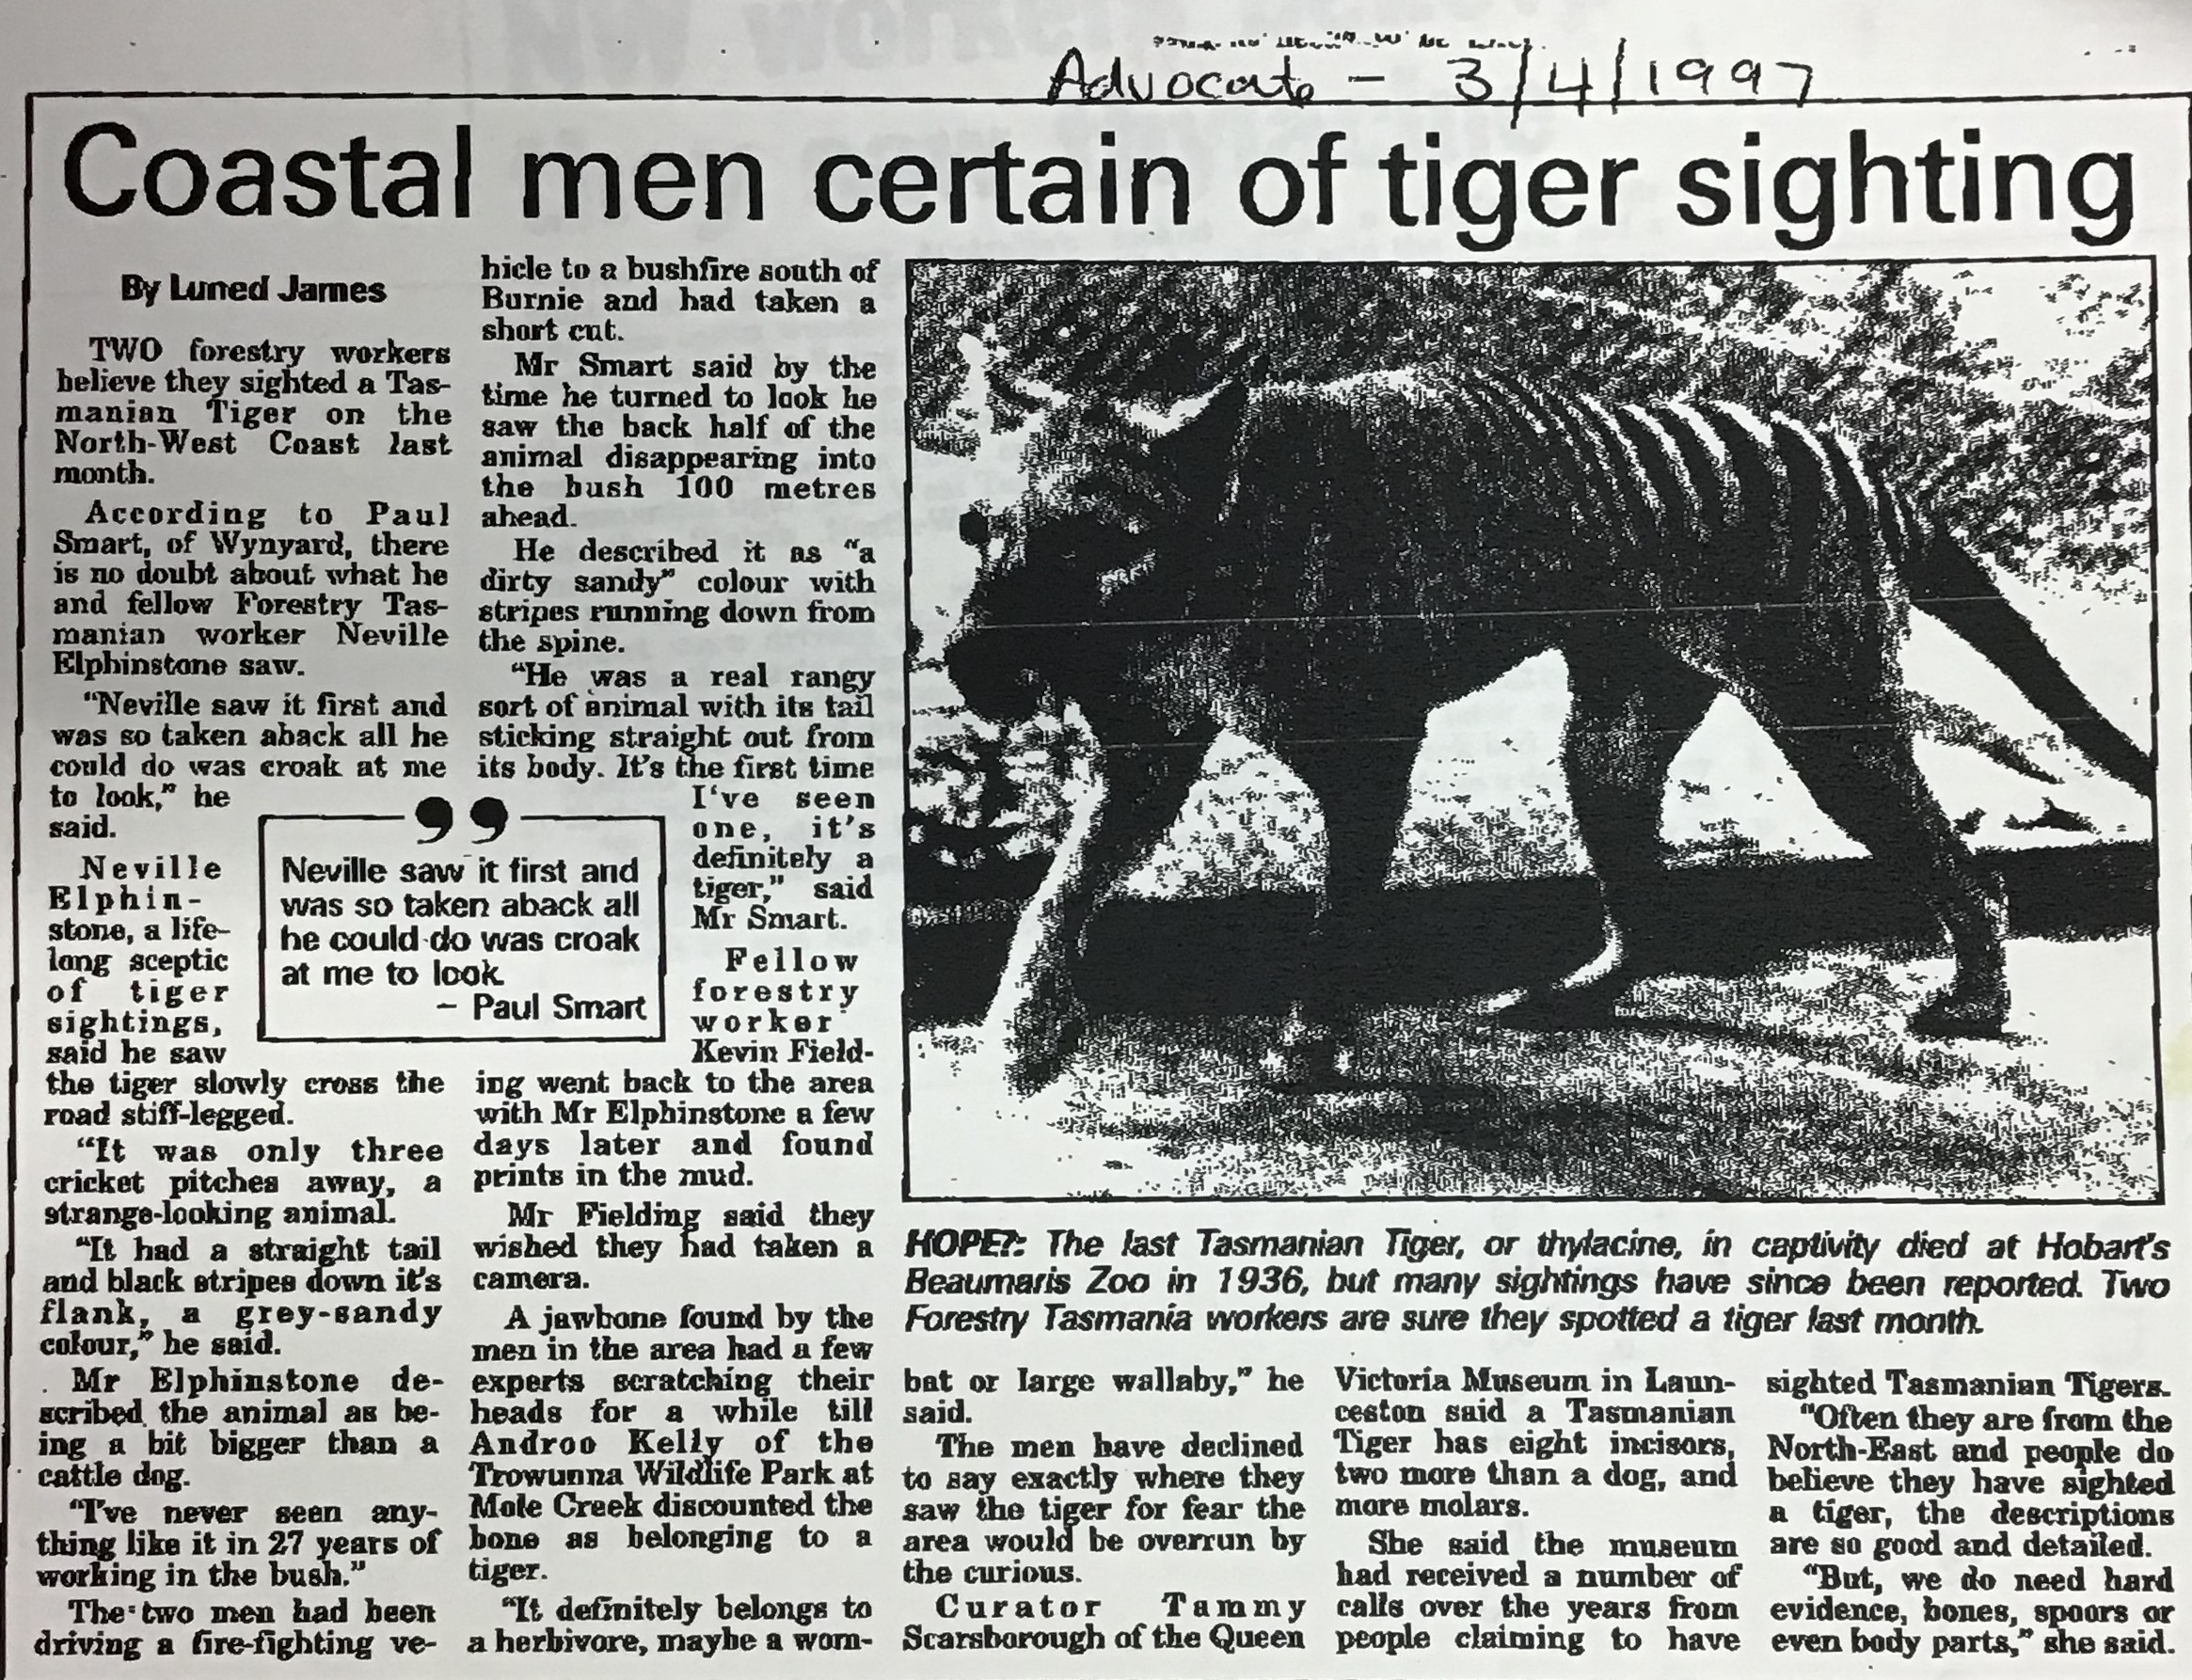 Advocate - 3/4/1997
Coastal men certain of tiger sighting
By Luned James
TWO forestry workers
believe they sighted a Tas-
manian Tiger on the
North-West Coast last
month.
According to Paul
Smart, of Wynyard, there
is no doubt about what he
and fellow Forestry Tas-
manian worker Neville
Elphinstone saw.
"Neville saw it first and
was so taken aback all he
could do was croak at me
to look," he
said.
Neville
Elphin-
stone, a life-
long sceptic
of tiger
sightings,
said he saw
the tiger slowly cross the
road stiff-legged.
"It was only three
cricket pitches away, a
strange-looking animal.
"It had a straight tail
and black stripes down it's
flank, a grey-sandy
colour," he said.
Mr Elphinstone de-
scribed the animal as be-
ing a bit bigger than a
cattle dog.
"I've never seen any-
thing like it in 27 years of
working in the bush."
The two men had been
driving a fire-fighting ve-
hicle to a bushfire south of
Burnie and had taken a
short cut.
Mr Smart said by the
time he turned to look he
saw the back half of the
animal disappearing into
the bush 100 metres
ahead.
He described it as "a
dirty sandy" colour with
stripes running down from
the spine.
"He was a real rangy
sort of animal with its tail
sticking straight out from
its body. It's the first time
I've seen
one, it's
definitely a
tiger," said
Mr Smart.
Fellow
forestry
worker
Kevin Field-
ing went back to the area
with Mr Elphinstone a few
days later and found
prints in the mud.
Mr Fielding said they
wished they had taken a
camera.
A jawbone found by the
men in the area had a few
experts scratching their
heads for a while till
Androo Kelly of the
Trowunna Wildlife Park at
Mole Creek discounted the
bone as belonging to a
tiger.
"It definitely belongs to
a herbivore, maybe a wom-
bat or large wallaby," he
said.
The men have declined
to say exactly where they
saw the tiger for fear the
area would be overrun by
the curious.
Curator Tammy
Scarsborough of the Queen
Victoria Museum in Laun-
ceston said a Tasmanian
Tiger has eight incisors,
two more than a dog, and
more molars.
She said the museum
had received a number of
calls over the years from
people claiming to have
sighted Tasmanian Tigers.
"Often they are from the
North-East and people do
believe they have sighted
a tiger, the descriptions
are so good and detailed.
"But, we do need hard
evidence, bones, spoors or
even body parts," she said.
”
Neville saw it first and
was so taken aback all
he could do was croak
at me to look.
– Paul Smart
HOPE?: The last Tasmanian Tiger, or thylacine, in captivity died at Hobart's
Beaumaris Zoo in 1936, but many sightings have since been reported. Two
Forestry Tasmania workers are sure they spotted a tiger last month.